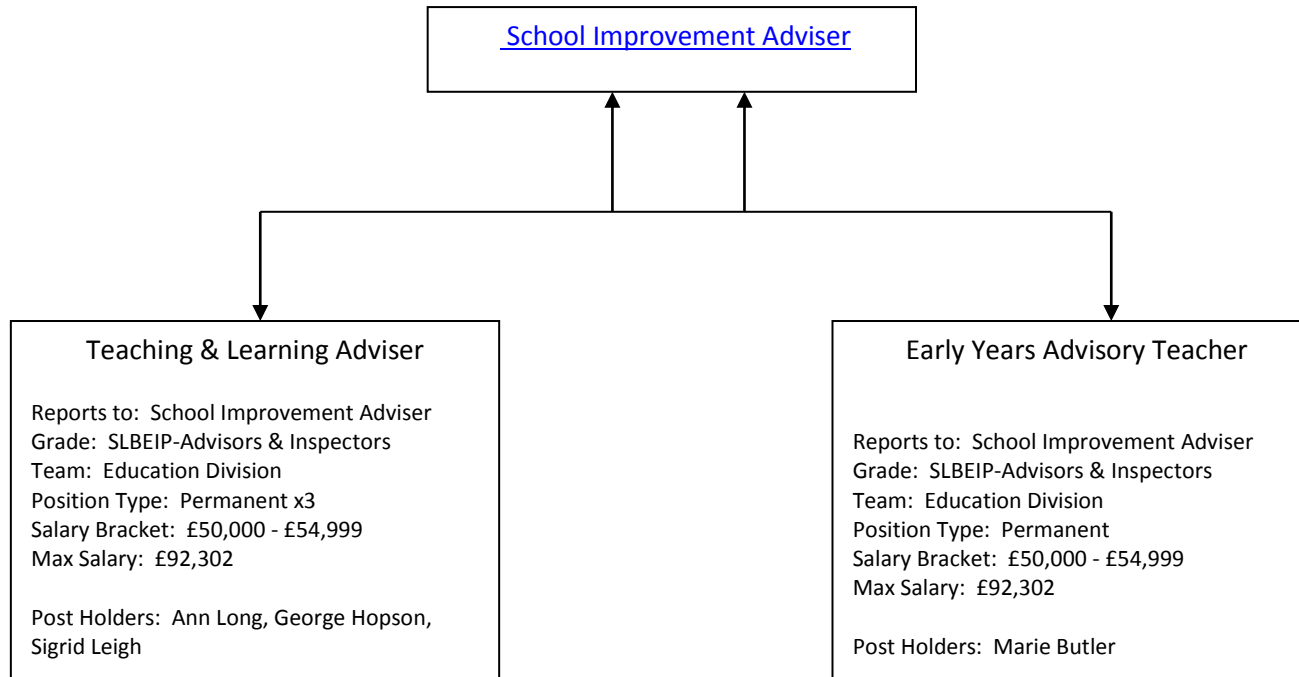 School Improvement Adviser
Teaching & Learning Adviser
Reports to: School Improvement Adviser
Grade: SLBEIP-Advisors & Inspectors
Team: Education Division
Position Type: Permanent x3
Salary Bracket: £50,000 - £54,999
Max Salary: £92,302
Post Holders: Ann Long, George Hopson,
Sigrid Leigh
Early Years Advisory Teacher
Reports to: School Improvement Adviser
Grade: SLBEIP-Advisors & Inspectors
Team: Education Division
Position Type: Permanent
Salary Bracket: £50,000 - £54,999
Max Salary: £92,302
Post Holders: Marie Butler